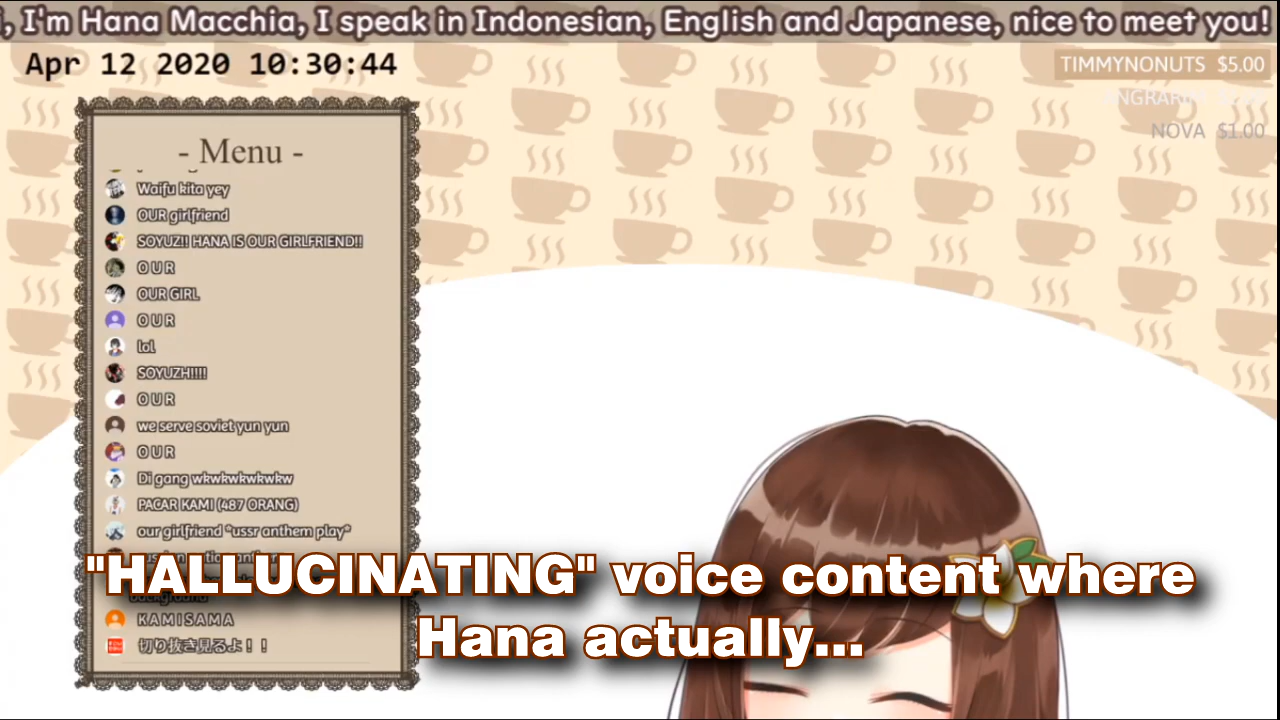 , I'm Hana Macchia, I speak in Indonesian, English and Japanese, nice to meet you!
Apr 12 2020 10:30:44
TIMMYNONUTS $5.00
NOVA $1.00
- Menu -
Waifu kita yey
OUR girlfriend
SOYUZ!! HANA IS OUR GIRLFRIEND!!
O U R
OUR GIRL
O U R
lol
SOYUZH!!!!
O U R
we serve soviet yun yun
O U R
Di gang wkwkwkwkwkw
PACAR KAMI (487 ORANG)
our girlfriend *ussr anthem play*
background
K A M I S A M A
切り抜き見るよ！！
"HALLUCINATING" voice content where
Hana actually...